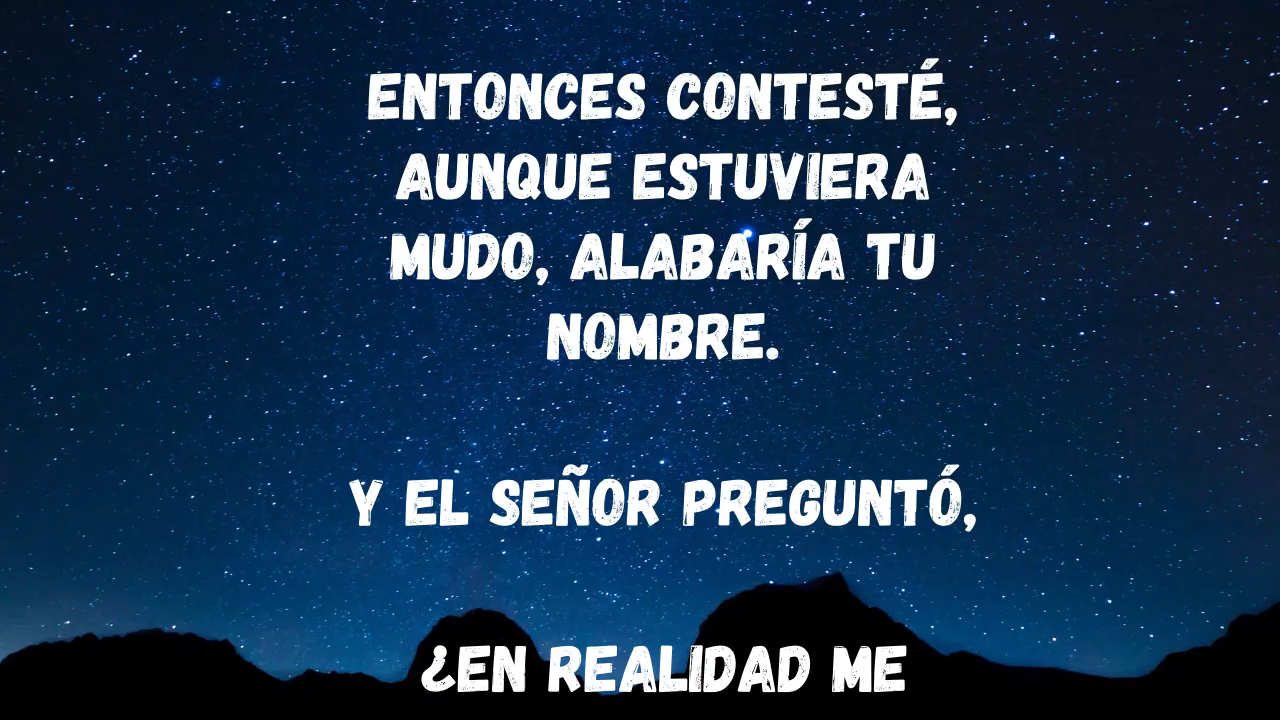 ENTONCES CONTESTÉ,
AUNQUE ESTUVIERA
MUDO, ALABARÍA TU
NOMBRE.
Y EL SEÑOR PREGUNTÓ,
¿EN REALIDAD ME